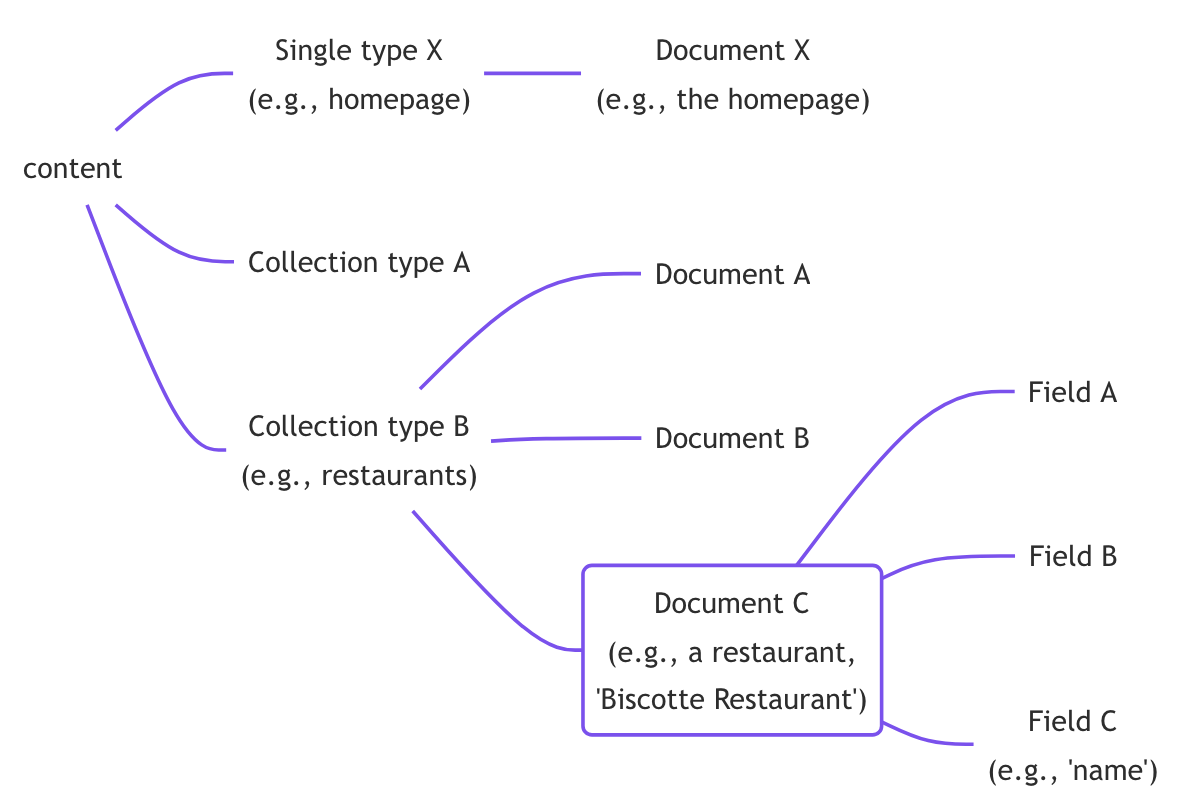 Single type X
(e.g., homepage)
Document X
(e.g., the homepage)
content
Collection type A
Document A
Collection type B
(e.g., restaurants)
Document B
Document C
(e.g., a restaurant,
'Biscotte Restaurant')
Field A
Field B
Field C
(e.g., 'name')